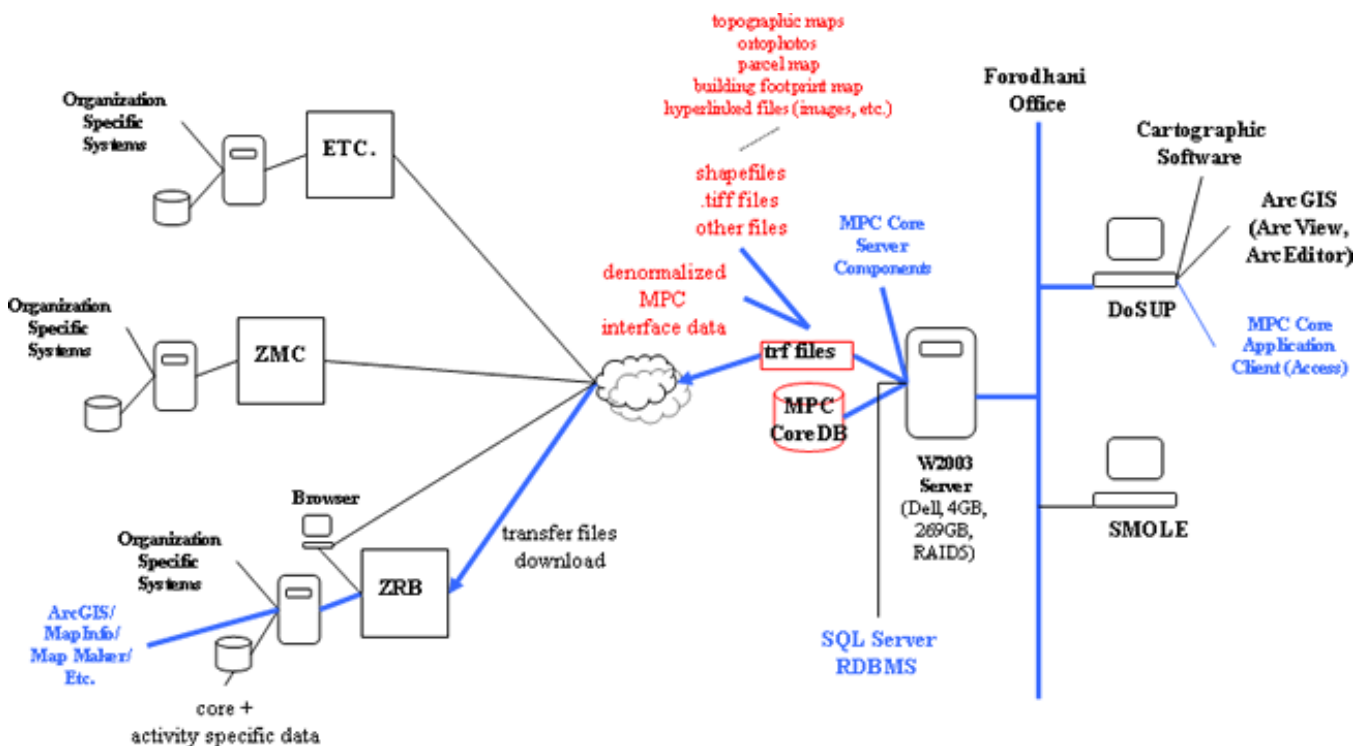 topographic maps
ortophotos
parcel map
building footprint map
hyperlinked files (images, etc.)
Forodhani
Office
Organization
Specific
Systems
ETC.
Cartographic
Software
shapefiles
.tiff files
other files
MPC Core
Server
Components
Arc GIS
(Arc View,
Arc Editor)
denormalized
MPC
interface data
DoSUP
Organization
Specific
Systems
ZMC
trf files
MPC Core
Application
Client (Access)
MPC
CoreDB
W2003
Server
(Dell, 4GB,
269GB,
RAID5)
Browser
SMOLE
transfer files
download
Organization
Specific
Systems
ZRB
ArcGIS/
MapInfo/
Map Maker/
Etc.
SQL Server
RDBMS
core +
activity specific data